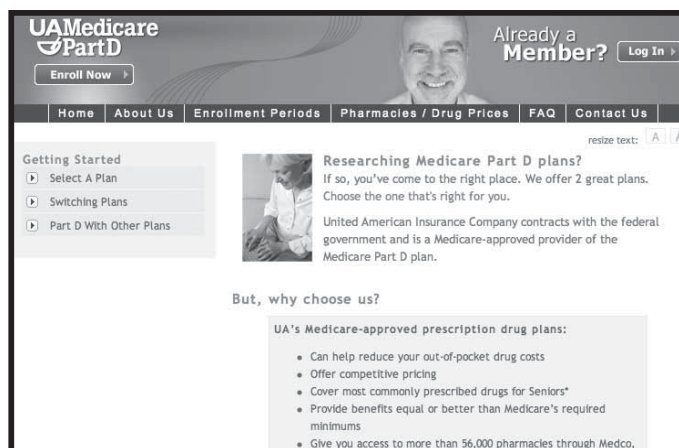 UAMedicare
PartD
Enroll Now
Already a
Member?
Log In
Home
About Us
Enrollment Periods
Pharmacies / Drug Prices
FAQ
Contact Us
resize text: A
Getting Started
Select A Plan
Switching Plans
Part D With Other Plans
Researching Medicare Part D plans?
If so, you've come to the right place. We offer 2 great plans.
Choose the one that's right for you.
United American Insurance Company contracts with the federal
government and is a Medicare-approved provider of the
Medicare Part D plan.
But, why choose us?
UA's Medicare-approved prescription drug plans:
• Can help reduce your out-of-pocket drug costs
• Offer competitive pricing
• Cover most commonly prescribed drugs for Seniors*
• Provide benefits equal or better than Medicare's required
minimums
• Give you access to more than 56,000 pharmacies through Medco,